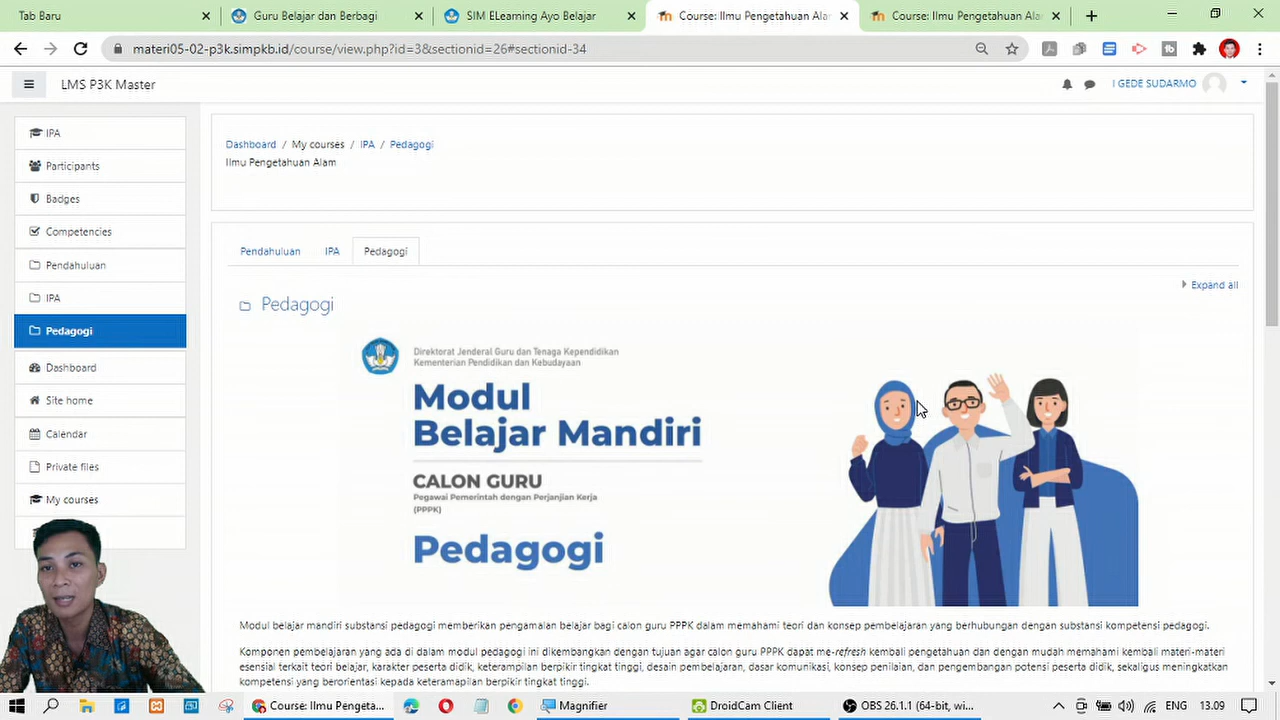 Tab Baru
Guru Belajar dan Berbagi
SIM ELearning Ayo Belajar
Course: Ilmu Pengetahuan Ala
Course: Ilmu Pengetahuan Ala
materi05-02-p3k.simpkb.id/course/view.php?id=3&sectionid=26#sectionid-34
LMS P3K Master
I GEDE SUDARMO
IPA
Participants
Badges
Competencies
Pendahuluan
IPA
Pedagogi
Dashboard
Site home
Calendar
Private files
My courses
Dashboard / My courses / IPA / Pedagogi
Ilmu Pengetahuan Alam
Pendahuluan IPA Pedagogi
Expand all
Pedagogi
Direktorat Jenderal Guru dan Tenaga Kependidikan
Kementerian Pendidikan dan Kebudayaan
Modul
Belajar Mandiri
CALON GURU
Pegawai Pemerintah dengan Perjanjian Kerja
(PPPK)
Pedagogi
Modul belajar mandiri substansi pedagogi memberikan pengamalan belajar bagi calon guru PPPK dalam memahami teori dan konsep pembelajaran yang berhubungan dengan substansi kompetensi pedagogi.
Komponen pembelajaran yang ada di dalam modul pedagogi ini dikembangkan dengan tujuan agar calon guru PPPK dapat me-refresh kembali pengetahuan dan dengan mudah memahami kembali materi-materi
esensial terkait teori belajar, karakter peserta didik, keterampilan berpikir tingkat tinggi, desain pembelajaran, dasar komunikasi, konsep penilaian, dan pengembangan potensi peserta didik, sekaligus meningkatkan
kompetensi yang berorientasi kepada keteramapilan berpikir tingkat tinggi.
Course: Ilmu Pengeta...
Magnifier
DroidCam Client
OBS 26.1.1 (64-bit, wi...
ENG
13.09